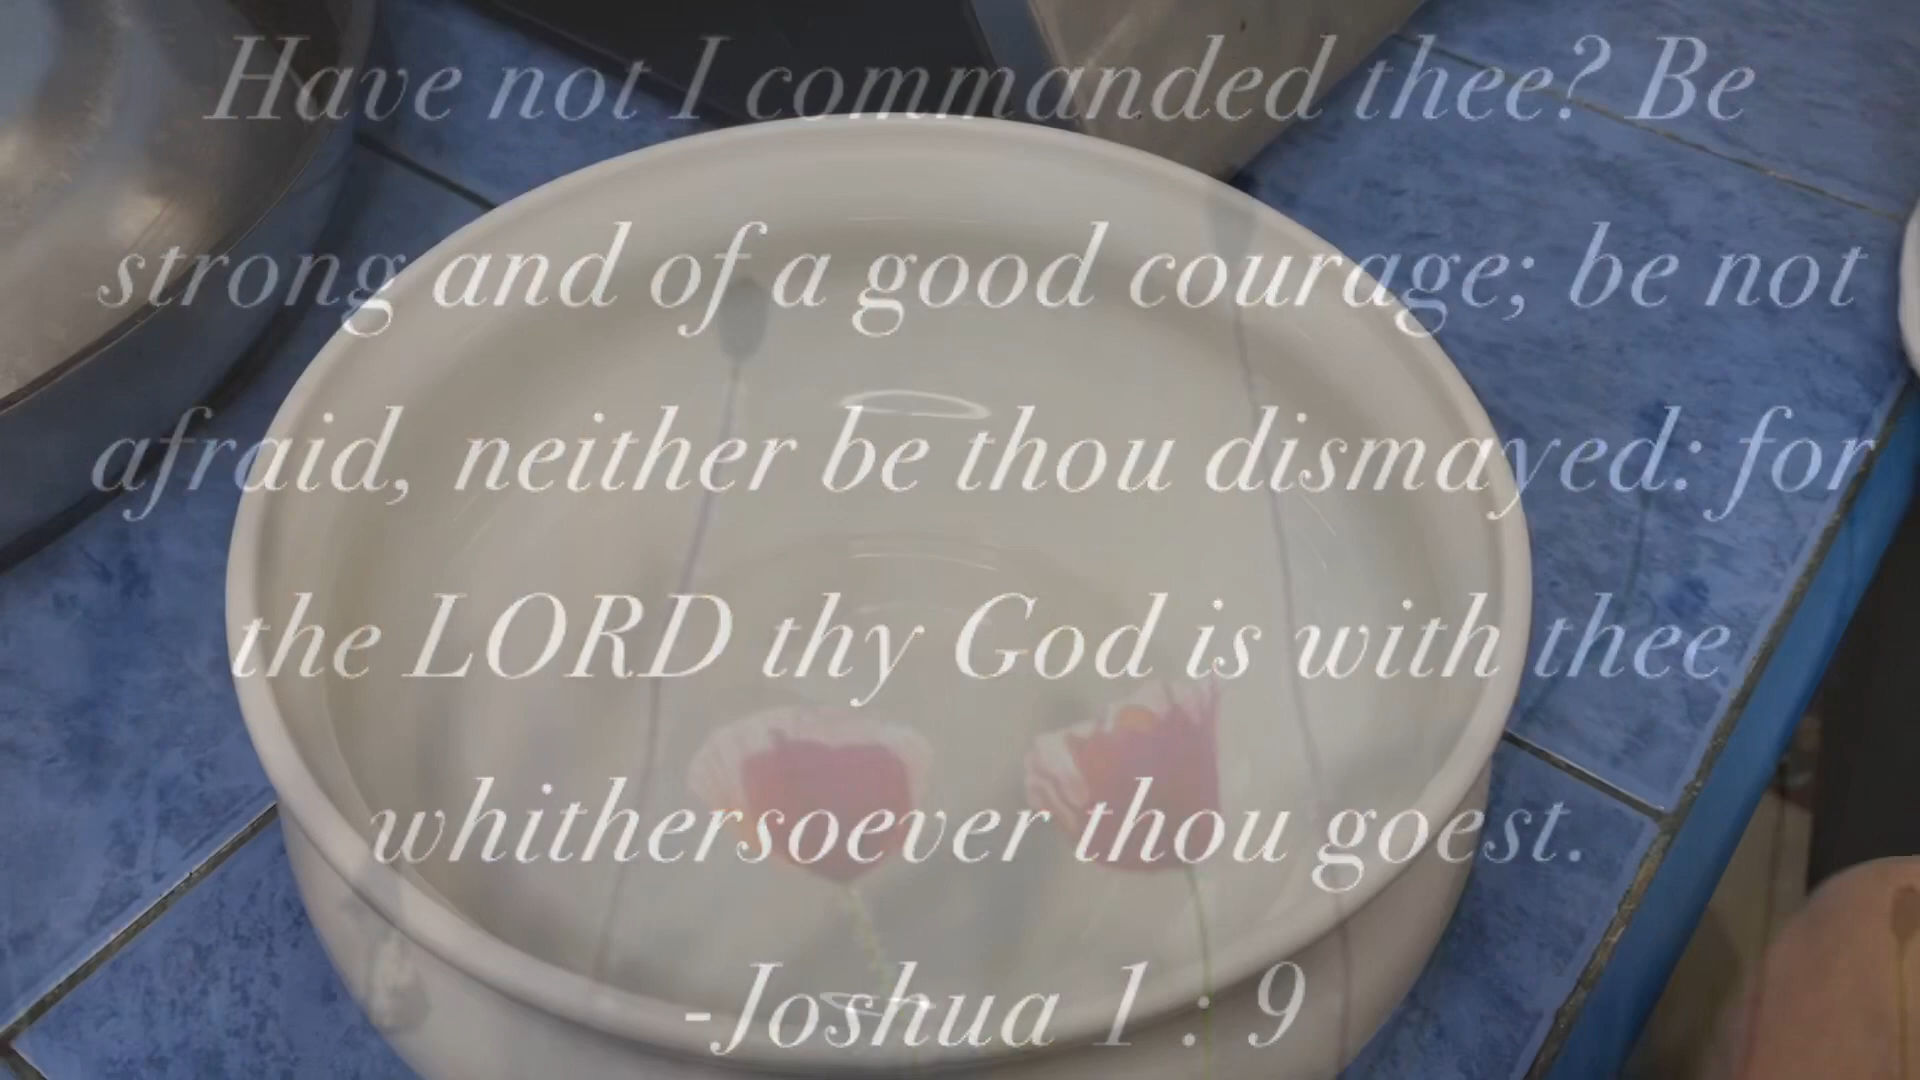 Have not I commanded thee? Be
strong and of a good courage; be not
afraid, neither be thou dismayed: for
the LORD thy God is with thee
whithersoever thou goest.
-Joshua 1 : 9